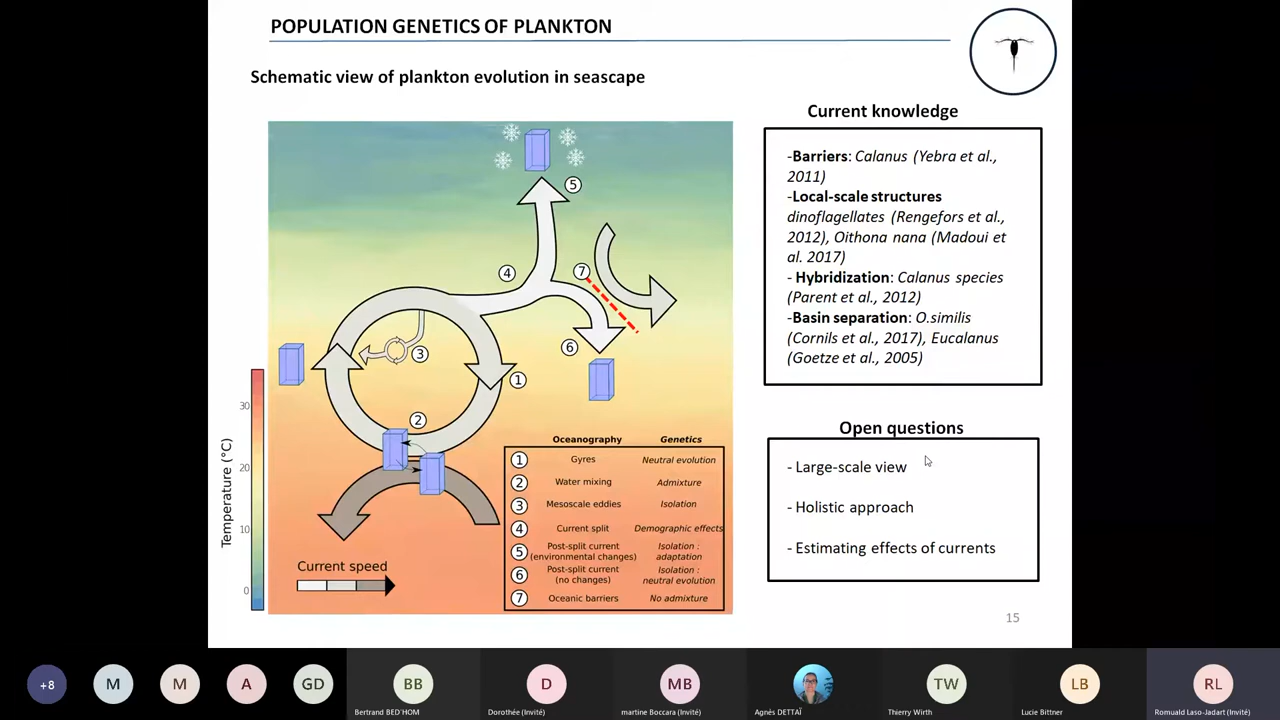 POPULATION GENETICS OF PLANKTON
Schematic view of plankton evolution in seascape
5
4
7
6
3
1
2
30
20
10
0
Temperature (°C)
Current speed
Oceanography Genetics
1 Gyres Neutral evolution
2 Water mixing Admixture
3 Mesoscale eddies Isolation
4 Current split Demographic effects
5 Post-split current (environmental changes) Isolation : adaptation
6 Post-split current (no changes) Isolation : neutral evolution
7 Oceanic barriers No admixture
Current knowledge
-Barriers: Calanus (Yebra et al.,
2011)
-Local-scale structures
dinoflagellates (Rengefors et al.,
2012), Oithona nana (Madoui et
al. 2017)
- Hybridization: Calanus species
(Parent et al., 2012)
-Basin separation: O.similis
(Cornils et al., 2017), Eucalanus
(Goetze et al., 2005)
Open questions
- Large-scale view
- Holistic approach
- Estimating effects of currents
15
+8
M
M
A
GD
BB
Bertrand BED'HOM
D
Dorothée (Invité)
MB
martine Boccara (Invité)
Agnès DETTAÏ
TW
Thierry Wirth
LB
Lucie Bittner
RL
Romuald Laso-Jadart (Invité)